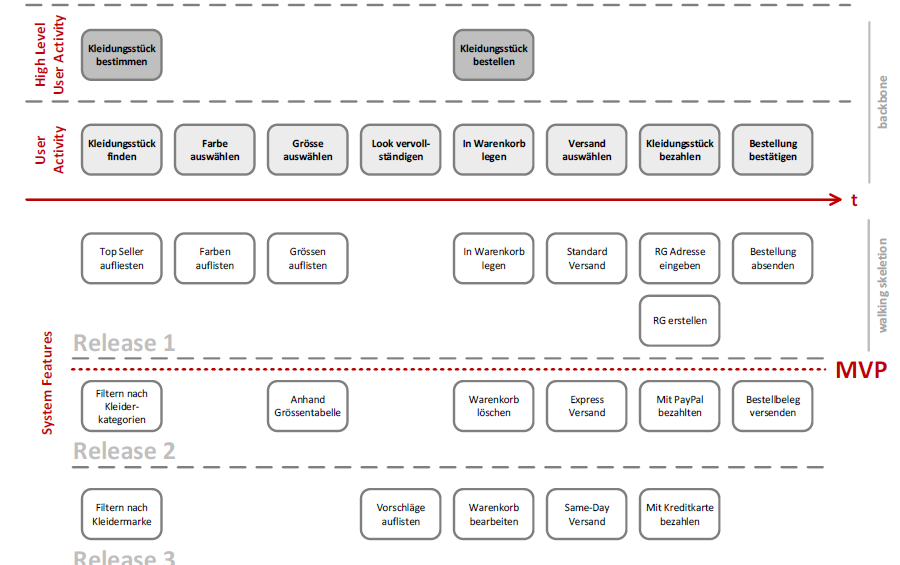 High Level
User Activity
Kleidungsstück
bestimmen
Kleidungsstück
bestellen
backbone
User
Activity
Kleidungsstück
finden
Farbe
auswählen
Grösse
auswählen
Look vervoll-
ständigen
In Warenkorb
legen
Versand
auswählen
Kleidungsstück
bezahlen
Bestellung
bestätigen
t
walking skeletion
System Features
Top Seller
aufliesten
Farben
auflisten
Grössen
auflisten
In Warenkorb
legen
Standard
Versand
RG Adresse
eingeben
Bestellung
absenden
RG erstellen
Release 1
MVP
Filtern nach
Kleider-
kategorien
Anhand
Grössentabelle
Warenkorb
löschen
Express
Versand
Mit PayPal
bezahlten
Bestellbeleg
versenden
Release 2
Filtern nach
Kleidermarke
Vorschläge
auflisten
Warenkorb
bearbeiten
Same-Day
Versand
Mit Kreditkarte
bezahlen
Release 3